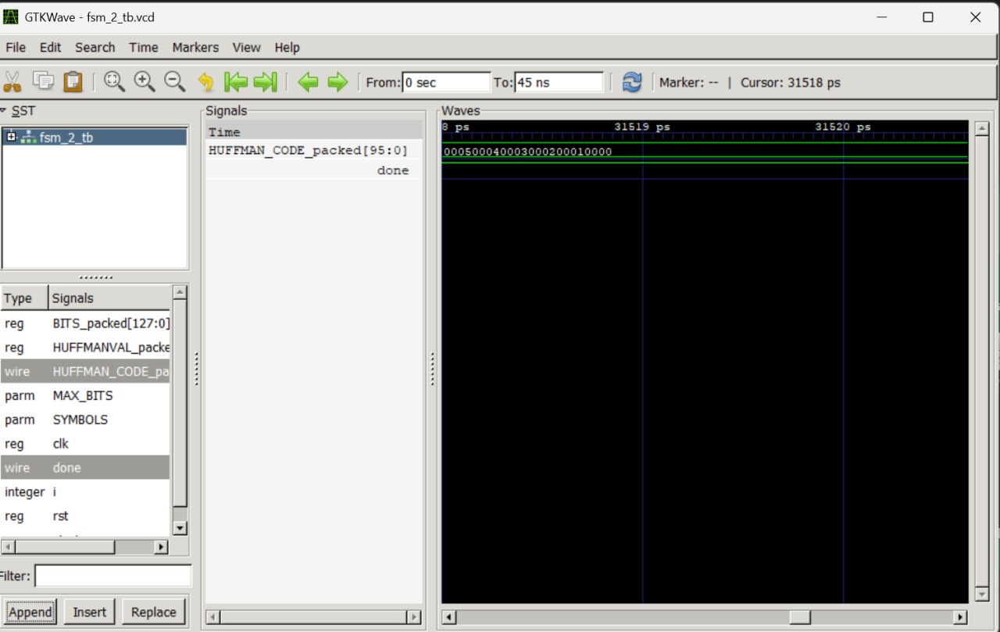 GTKWave - fsm_2_tb.vcd
File Edit Search Time Markers View Help
From: 0 sec To: 45 ns Marker: -- | Cursor: 31518 ps
SST
fsm_2_tb
Type Signals
reg BITS_packed[127:0]
reg HUFFMANVAL_packe
wire HUFFMAN_CODE_pa
parm MAX_BITS
parm SYMBOLS
reg clk
wire done
integer i
reg rst
Filter:
Append Insert Replace
Signals
Time
HUFFMAN_CODE_packed[95:0]
done
Waves
8 ps 31519 ps 31520 ps
000500040003000200010000